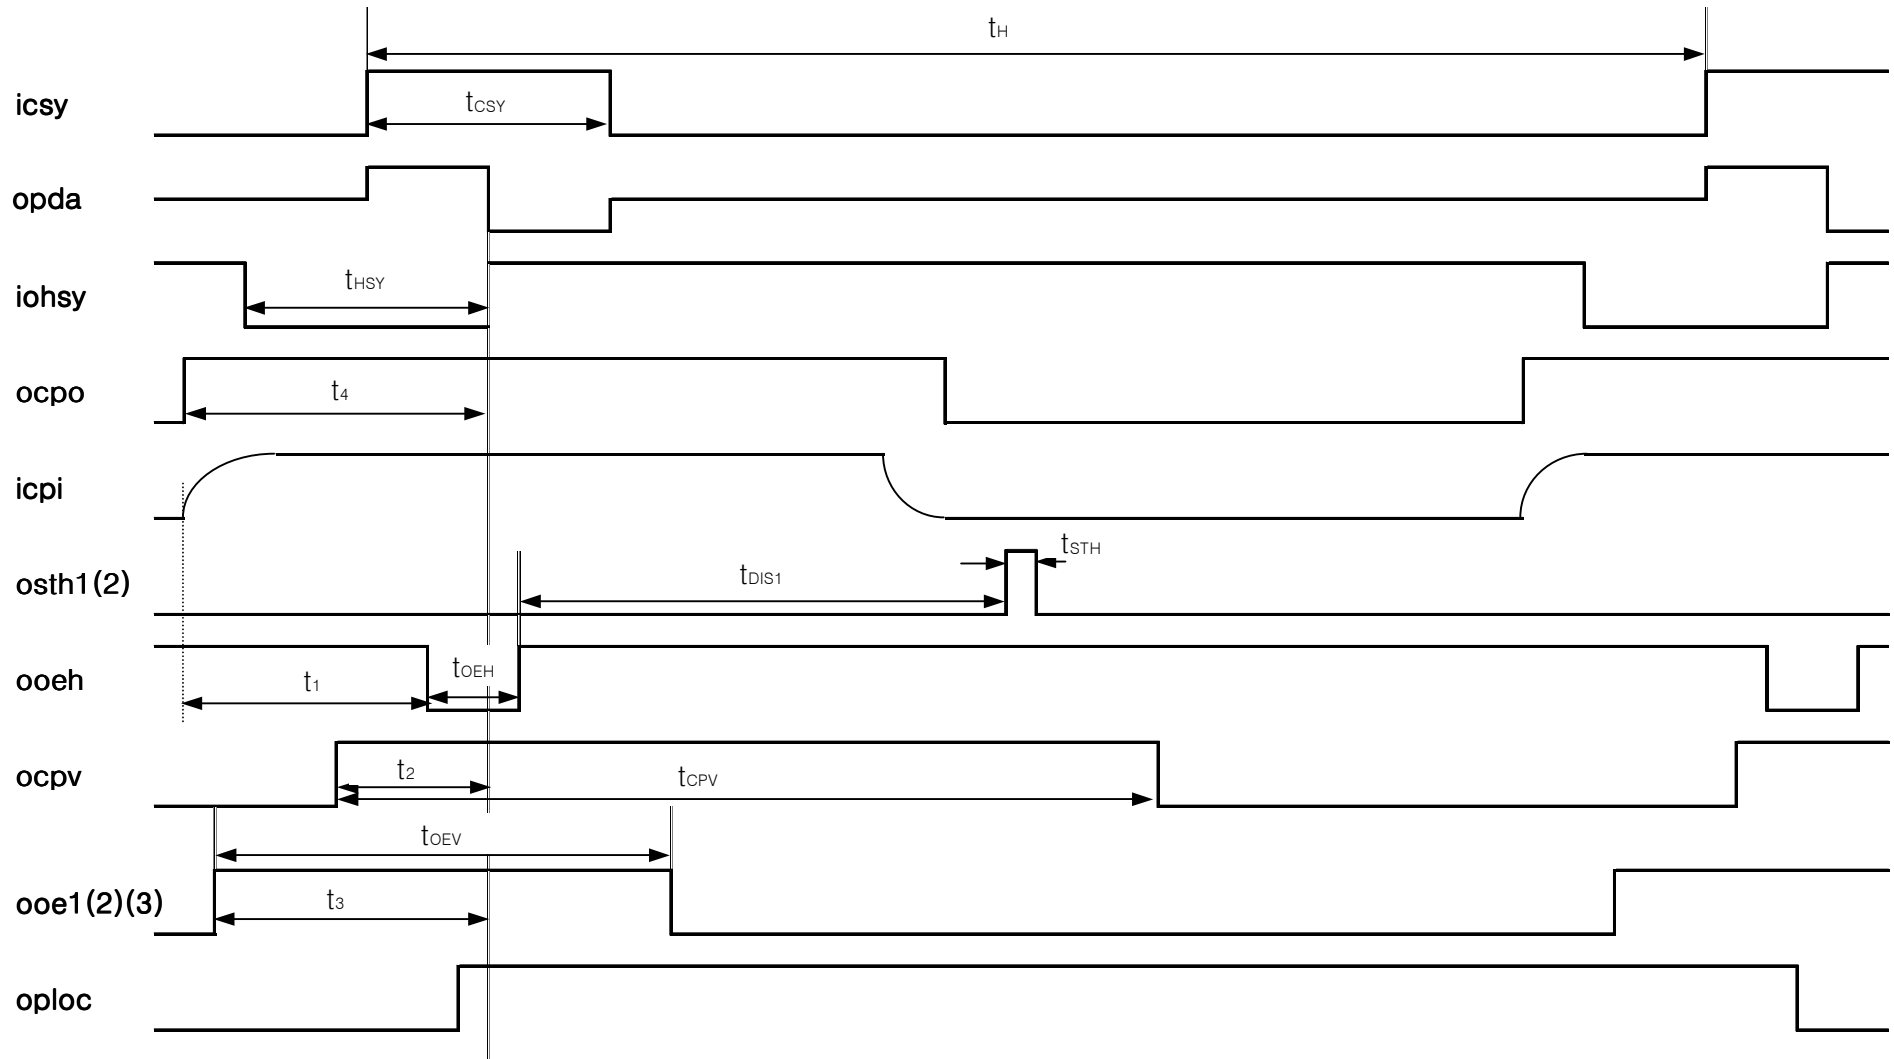 tH
icsy
tCSY
opda
iohsy
tHSY
ocpo
t4
icpi
osth1(2)
tDIS1
tSTH
ooeh
t1
tOEH
ocpv
t2
tCPV
tOEV
ooe1(2)(3)
t3
oploc